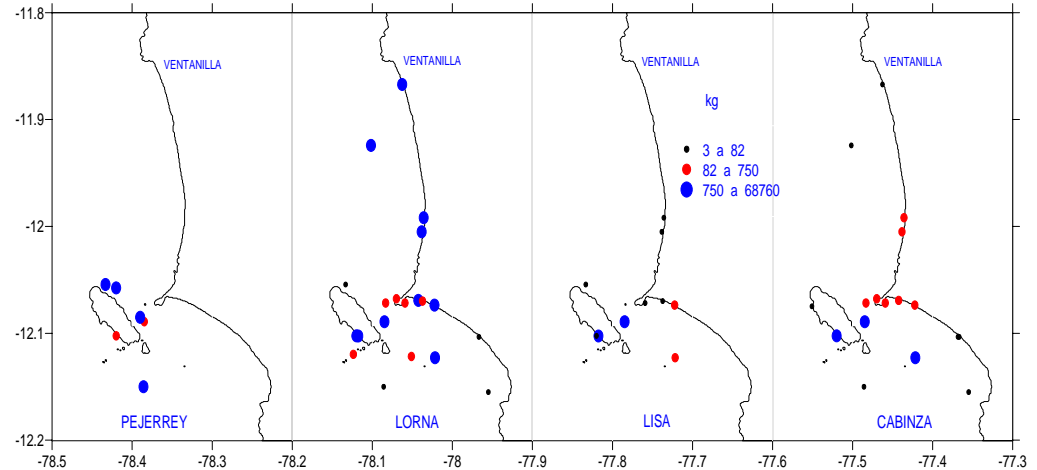 -11.8
VENTANILLA VENTANILLA VENTANILLA VENTANILLA
kg
-11.9
3 a 82
82 a 750
750 a 68760
-12
-12.1
PEJERREY LORNA LISA CABINZA
-12.2
-78.5 -78.4 -78.3 -78.2 -78.1 -78 -77.9 -77.8 -77.7 -77.6 -77.5 -77.4 -77.3